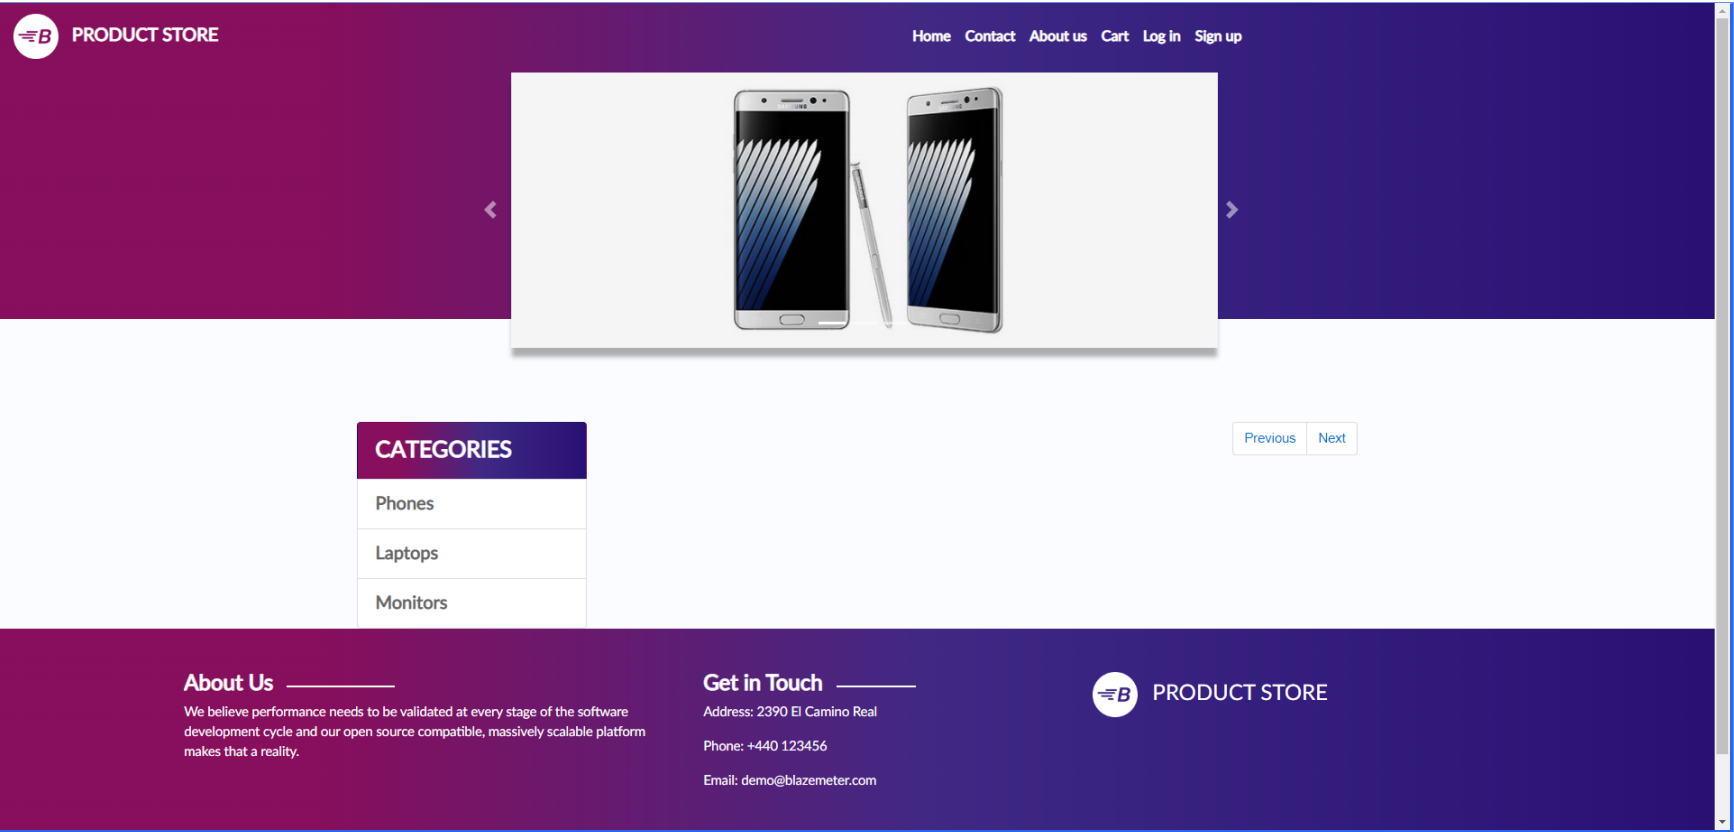 B PRODUCT STORE
Home Contact About us Cart Log in Sign up
SAMSUNG
CATEGORIES
Previous Next
Phones
Laptops
Monitors
About Us
We believe performance needs to be validated at every stage of the software
development cycle and our open source compatible, massively scalable platform
makes that a reality.
Get in Touch
Address: 2390 El Camino Real
Phone: +440 123456
Email: demo@blazemeter.com
B PRODUCT STORE